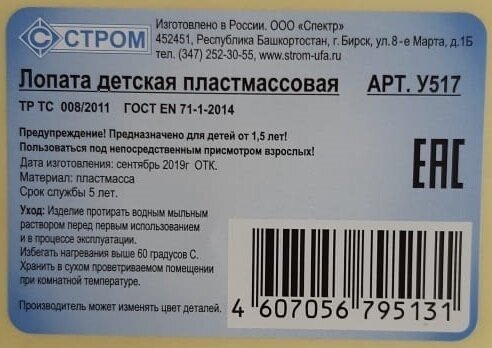 СТРОМ
Изготовлено в России. ООО «Спектр»
452451, Республика Башкортостан, г. Бирск, ул. 8-е Марта, д.1Б
тел. (347) 252-30-55, www.strom-ufa.ru
Лопата детская пластмассовая АРТ. У517
ТР ТС 008/2011 ГОСТ EN 71-1-2014
Предупреждение! Предназначено для детей от 1,5 лет!
Пользоваться под непосредственным присмотром взрослых!
Дата изготовления: сентябрь 2019г ОТК.
Материал: пластмасса
Срок службы 5 лет.
ЕАС
Уход: Изделие протирать водным мыльным
раствором перед первым использованием
и в процессе эксплуатации.
Избегать нагревания выше 60 градусов С.
Хранить в сухом проветриваемом помещении
при комнатной температуре.
Производитель может изменять цвет деталей.
4 607056 795131